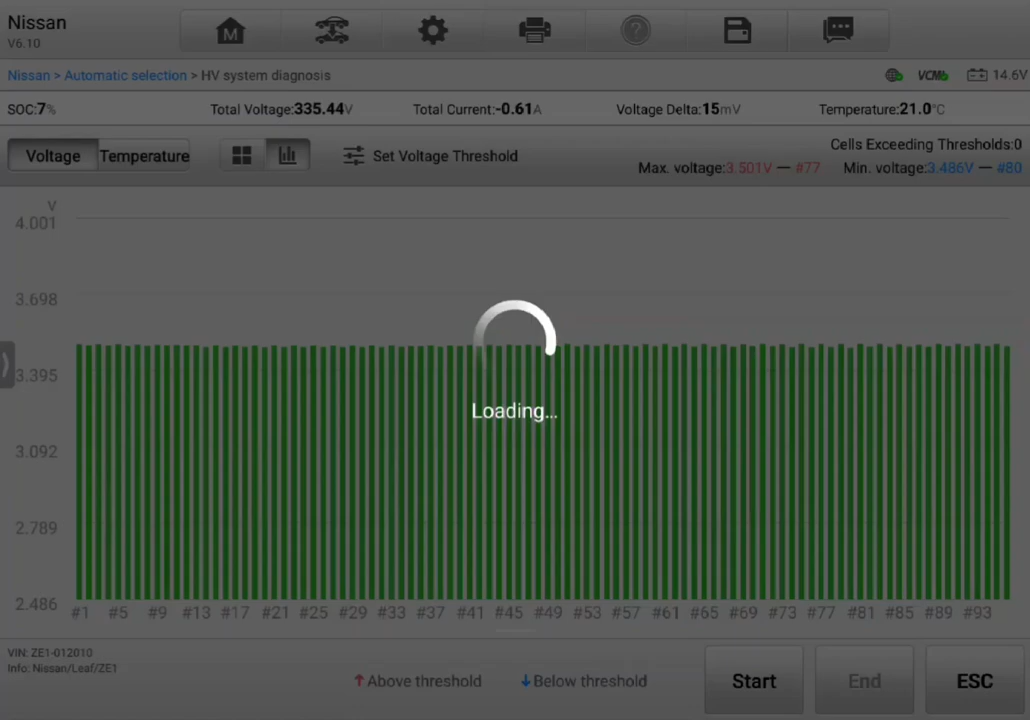 Nissan
V6.10
M
?
Nissan > Automatic selection > HV system diagnosis
VCM
14.6V
SOC:7%
Total Voltage:335.44V
Total Current:-0.61A
Voltage Delta:15mV
Temperature:21.0°C
Voltage
Temperature
Set Voltage Threshold
Cells Exceeding Thresholds:0
Max. voltage:3.501V — #77
Min. voltage:3.486V — #80
V
4.001
3.698
3.395
3.092
2.789
2.486
Loading...
#1 #5 #9 #13 #17 #21 #25 #29 #33 #37 #41 #45 #49 #53 #57 #61 #65 #69 #73 #77 #81 #85 #89 #93
VIN: ZE1-012010
Info: Nissan/Leaf/ZE1
↑Above threshold
↓Below threshold
Start
End
ESC